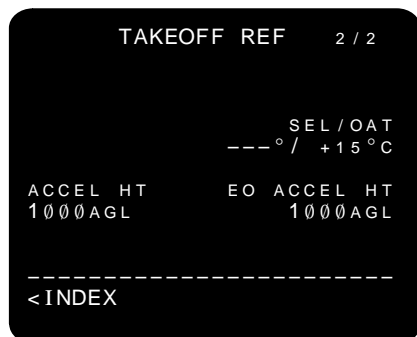 TAKEOFF REF 2/2
SEL/OAT
---°/ +15°C
ACCEL HT EO ACCEL HT
1000AGL 1000AGL
------------------------
<INDEX